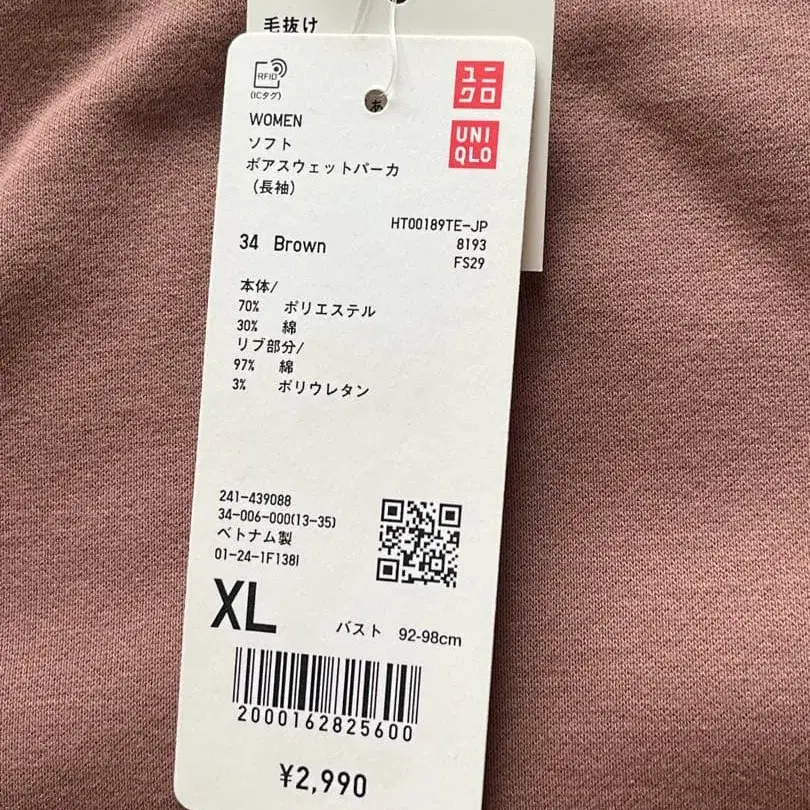 毛抜け
RFID
(ICタグ)
ユニ
クロ
UNI
QLO
WOMEN
ソフト
ボアスウェットパーカ
(長袖)
HT00189TE-JP
34 Brown
8193
FS29
本体/
70% ポリエステル
30% 綿
リブ部分/
97% 綿
3% ポリウレタン
241-439088
34-006-000(13-35)
ベトナム製
01-24-1F138I
XL
バスト 92-98cm
2000162825600
¥2,990